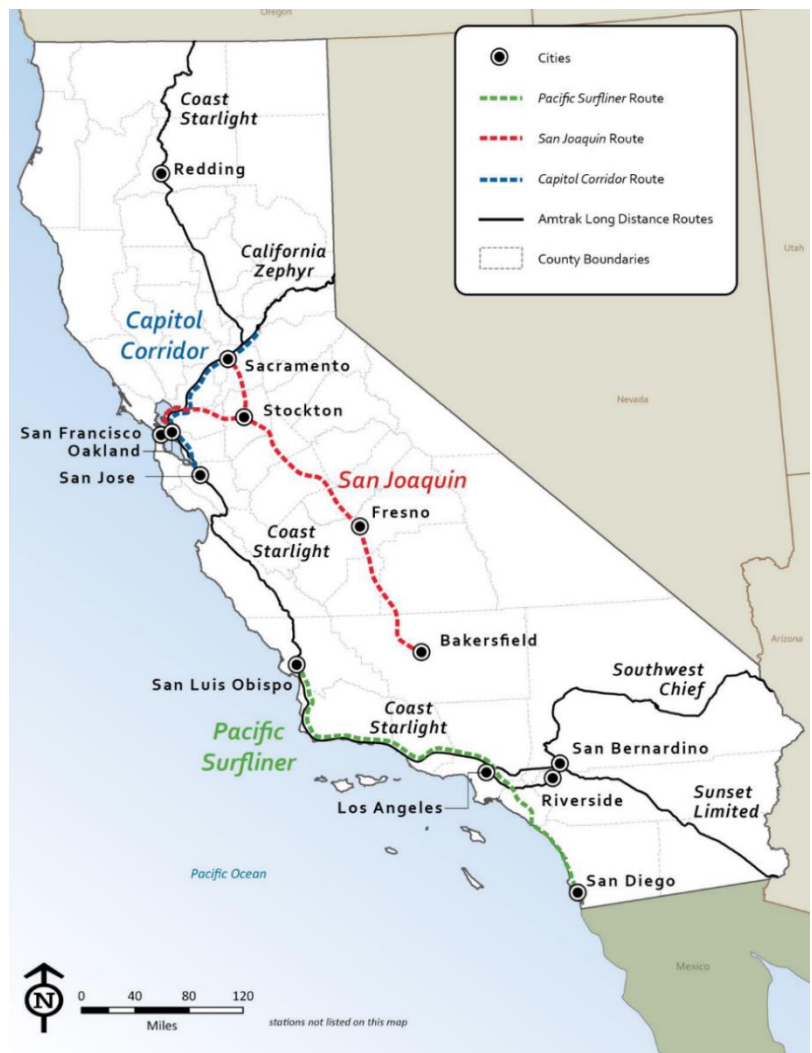 Oregon
Cities
Pacific Surfliner Route
San Joaquin Route
Capitol Corridor Route
Amtrak Long Distance Routes
County Boundaries
Coast
Starlight
Redding
Utah
California
Zephyr
Capitol
Corridor
Sacramento
Stockton
Nevada
San Francisco
Oakland
San Jose
San Joaquin
Fresno
Coast
Starlight
Bakersfield
Arizona
San Luis Obispo
Southwest
Chief
Coast
Starlight
Pacific
Surfliner
San Bernardino
Los Angeles
Riverside
Sunset
Limited
Pacific Ocean
San Diego
Mexico
N
0 40 80 120
Miles
stations not listed on this map